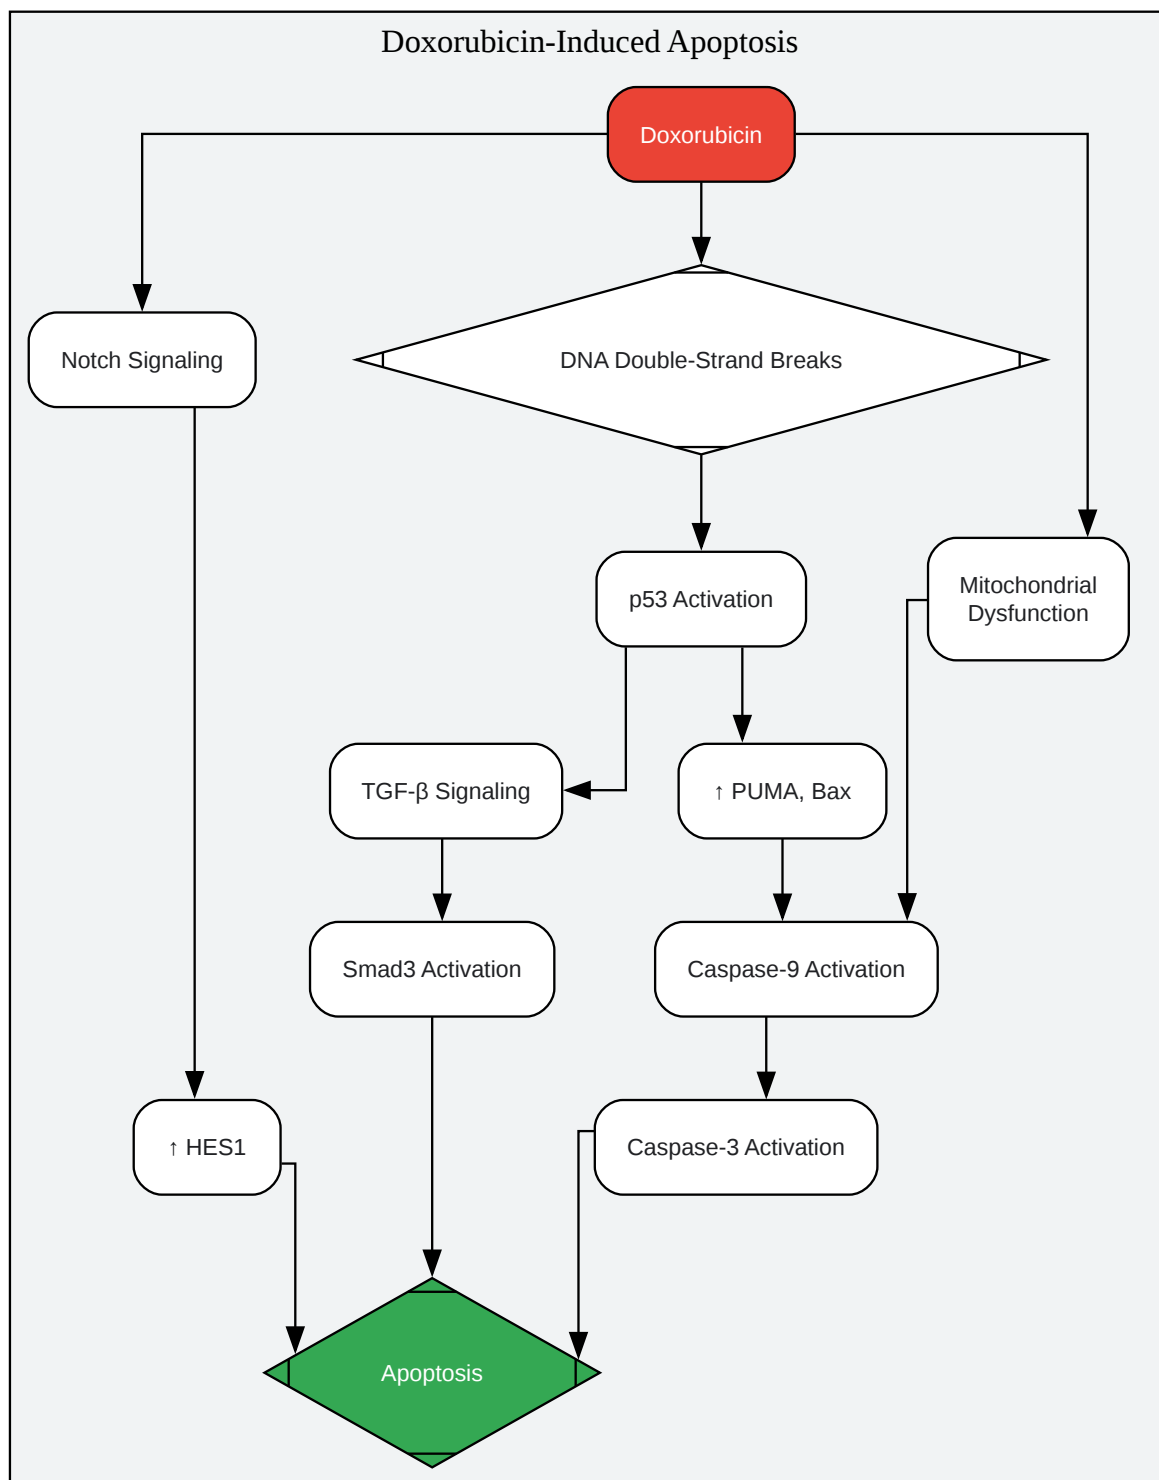 Doxorubicin-Induced Apoptosis
Doxorubicin
Notch Signaling
DNA Double-Strand Breaks
p53 Activation
Mitochondrial
Dysfunction
TGF-β Signaling
↑ PUMA, Bax
Smad3 Activation
Caspase-9 Activation
↑ HES1
Caspase-3 Activation
Apoptosis